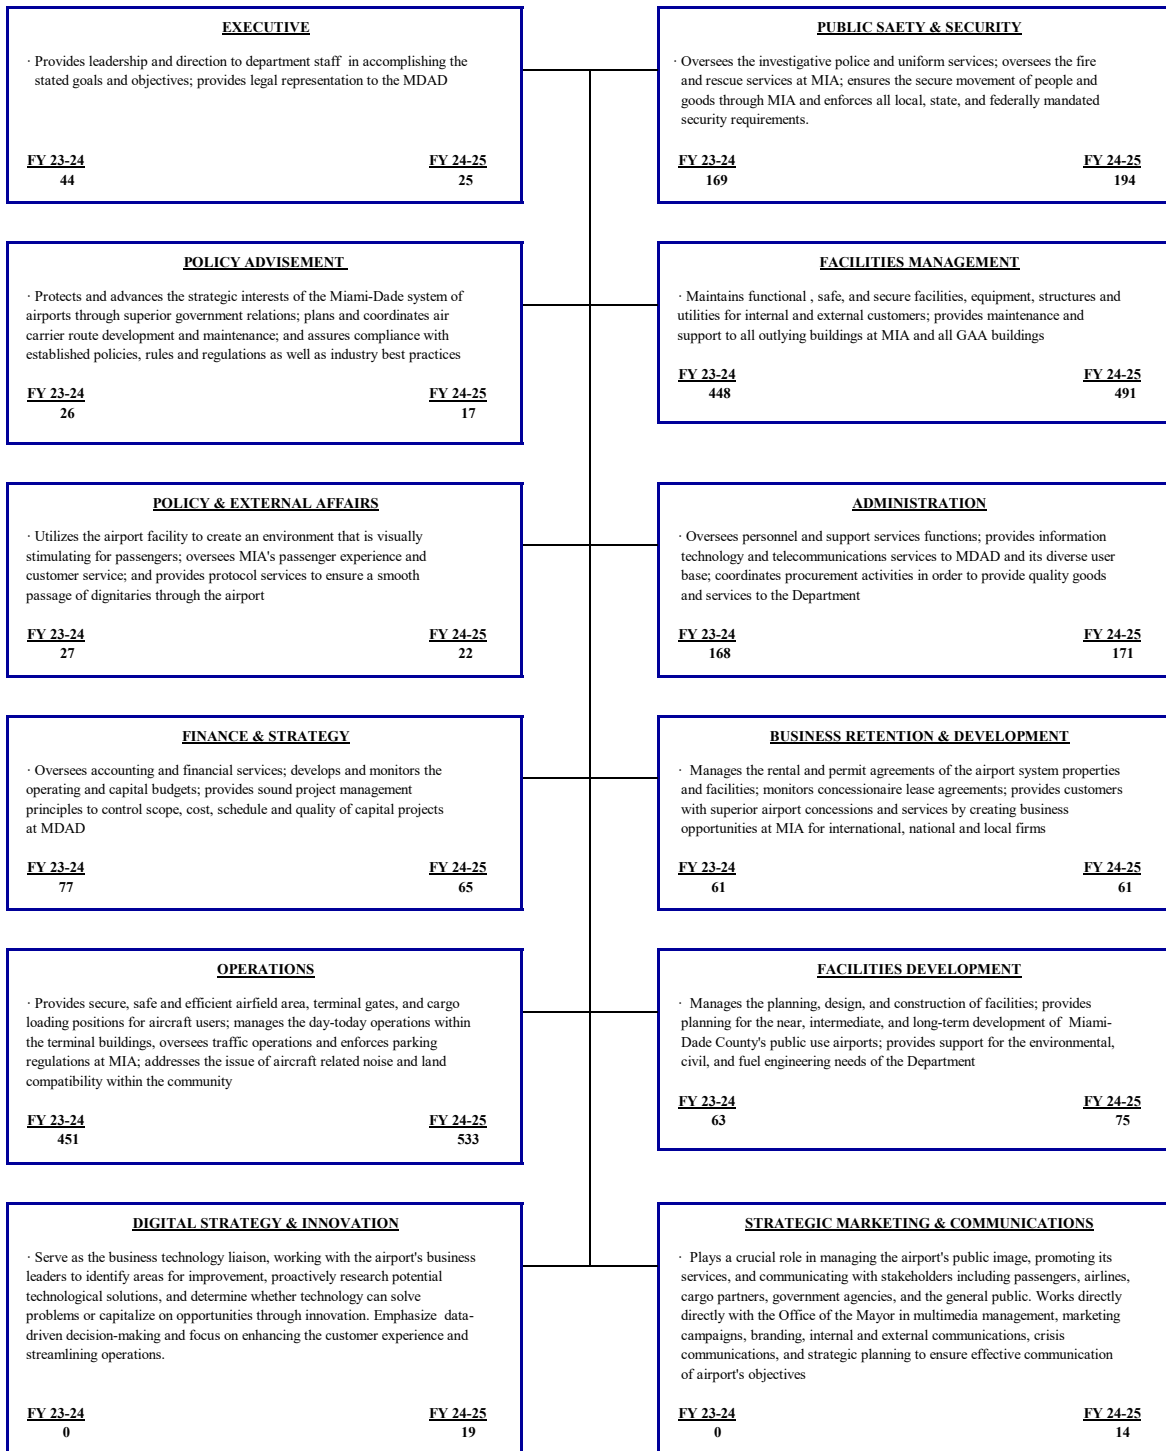 EXECUTIVE
· Provides leadership and direction to department staff in accomplishing the
stated goals and objectives; provides legal representation to the MDAD
FY 23-24 FY 24-25
44 25
PUBLIC SAETY & SECURITY
· Oversees the investigative police and uniform services; oversees the fire
and rescue services at MIA; ensures the secure movement of people and
goods through MIA and enforces all local, state, and federally mandated
security requirements.
FY 23-24 FY 24-25
169 194
POLICY ADVISEMENT
· Protects and advances the strategic interests of the Miami-Dade system of
airports through superior government relations; plans and coordinates air
carrier route development and maintenance; and assures compliance with
established policies, rules and regulations as well as industry best practices
FY 23-24 FY 24-25
26 17
FACILITIES MANAGEMENT
· Maintains functional , safe, and secure facilities, equipment, structures and
utilities for internal and external customers; provides maintenance and
support to all outlying buildings at MIA and all GAA buildings
FY 23-24 FY 24-25
448 491
POLICY & EXTERNAL AFFAIRS
· Utilizes the airport facility to create an environment that is visually
stimulating for passengers; oversees MIA's passenger experience and
customer service; and provides protocol services to ensure a smooth
passage of dignitaries through the airport
FY 23-24 FY 24-25
27 22
ADMINISTRATION
· Oversees personnel and support services functions; provides information
technology and telecommunications services to MDAD and its diverse user
base; coordinates procurement activities in order to provide quality goods
and services to the Department
FY 23-24 FY 24-25
168 171
FINANCE & STRATEGY
· Oversees accounting and financial services; develops and monitors the
operating and capital budgets; provides sound project management
principles to control scope, cost, schedule and quality of capital projects
at MDAD
FY 23-24 FY 24-25
77 65
BUSINESS RETENTION & DEVELOPMENT
· Manages the rental and permit agreements of the airport system properties
and facilities; monitors concessionaire lease agreements; provides customers
with superior airport concessions and services by creating business
opportunities at MIA for international, national and local firms
FY 23-24 FY 24-25
61 61
OPERATIONS
· Provides secure, safe and efficient airfield area, terminal gates, and cargo
loading positions for aircraft users; manages the day-today operations within
the terminal buildings, oversees traffic operations and enforces parking
regulations at MIA; addresses the issue of aircraft related noise and land
compatibility within the community
FY 23-24 FY 24-25
451 533
FACILITIES DEVELOPMENT
· Manages the planning, design, and construction of facilities; provides
planning for the near, intermediate, and long-term development of Miami-
Dade County's public use airports; provides support for the environmental,
civil, and fuel engineering needs of the Department
FY 23-24 FY 24-25
63 75
DIGITAL STRATEGY & INNOVATION
· Serve as the business technology liaison, working with the airport's business
leaders to identify areas for improvement, proactively research potential
technological solutions, and determine whether technology can solve
problems or capitalize on opportunities through innovation. Emphasize data-
driven decision-making and focus on enhancing the customer experience and
streamlining operations.
FY 23-24 FY 24-25
0 19
STRATEGIC MARKETING & COMMUNICATIONS
· Plays a crucial role in managing the airport's public image, promoting its
services, and communicating with stakeholders including passengers, airlines,
cargo partners, government agencies, and the general public. Works directly
directly with the Office of the Mayor in multimedia management, marketing
campaigns, branding, internal and external communications, crisis
communications, and strategic planning to ensure effective communication
of airport's objectives
FY 23-24 FY 24-25
0 14